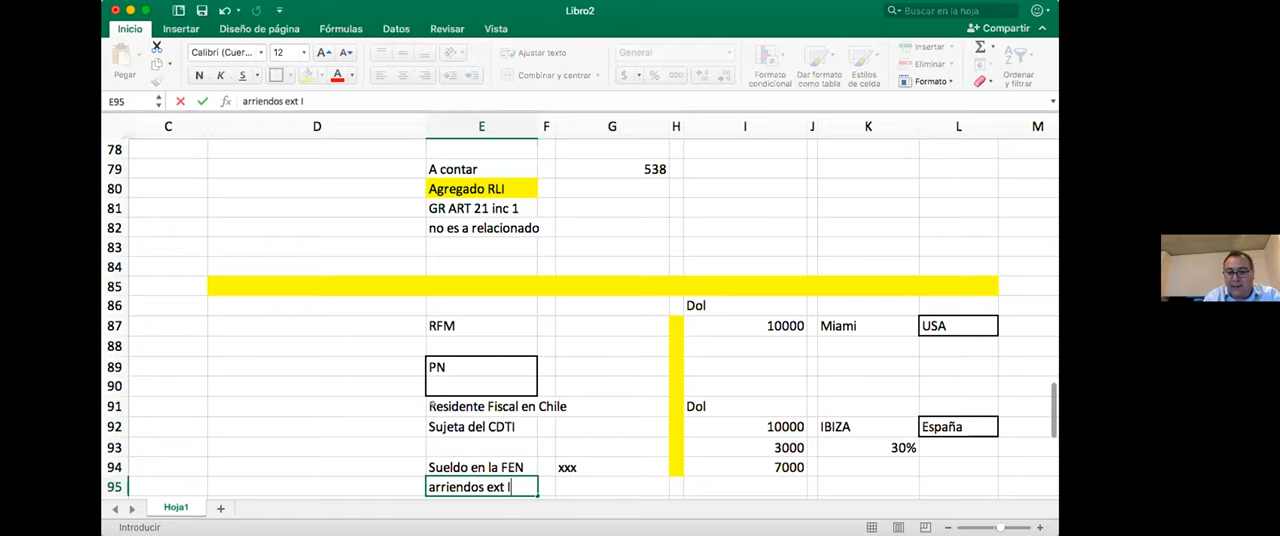 Libro2
Buscar en la hoja
Inicio Insertar Diseño de página Fórmulas Datos Revisar Vista
Compartir
Pegar
Calibri (Cuer... 12
N K S
Ajustar texto
Combinar y centrar
General
$ % 000
Formato condicional
Dar formato como tabla
Estilos de celda
Insertar
Eliminar
Formato
Ordenar y filtrar
E95 fx arriendos ext I
C D E F G H I J K L M
78
79 A contar 538
80 Agregado RLI
81 GR ART 21 inc 1
82 no es a relacionado
83
84
85
86 Dol
87 RFM 10000 Miami USA
88
89 PN
90
91 Residente Fiscal en Chile Dol
92 Sujeta del CDTI 10000 IBIZA España
93 3000 30%
94 Sueldo en la FEN xxx 7000
95 arriendos ext I
Hoja1
Introducir